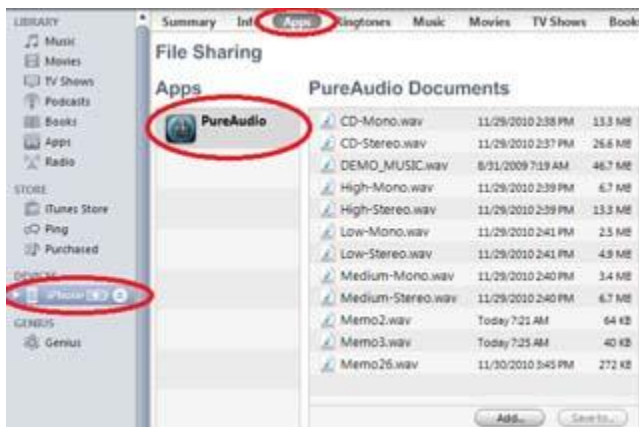 LIBRARY
Music
Movies
TV Shows
Podcasts
Books
Apps
Radio
STORE
iTunes Store
Ping
Purchased
DEVICES
iPhone
GENIUS
Genius
Summary Info Apps Ringtones Music Movies TV Shows Book
File Sharing
Apps
PureAudio
PureAudio Documents
CD-Mono.wav 11/29/2010 2:38 PM 13.3 MB
CD-Stereo.wav 11/29/2010 2:37 PM 26.6 MB
DEMO_MUSIC.wav 8/31/2009 7:19 AM 46.7 MB
High-Mono.wav 11/29/2010 2:39 PM 6.7 MB
High-Stereo.wav 11/29/2010 2:39 PM 13.3 MB
Low-Mono.wav 11/29/2010 2:41 PM 2.5 MB
Low-Stereo.wav 11/29/2010 2:41 PM 4.9 MB
Medium-Mono.wav 11/29/2010 2:40 PM 3.4 MB
Medium-Stereo.wav 11/29/2010 2:40 PM 6.7 MB
Memo2.wav Today 7:21 AM 64 KB
Memo3.wav Today 7:25 AM 40 KB
Memo26.wav 11/30/2010 3:45 PM 272 KB
Add... Save to...